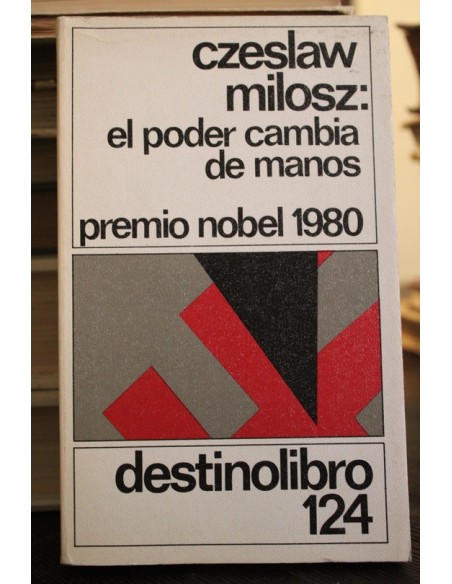 czeslaw
milosz:
el poder cambia
de manos
premio nobel 1980
destinolibro
124